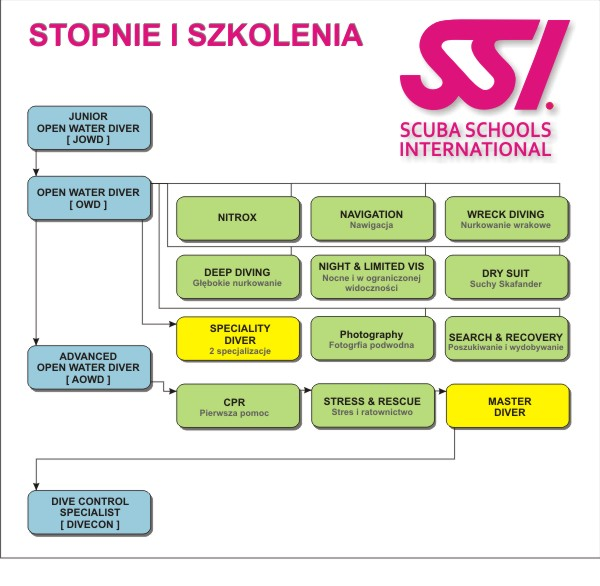 STOPNIE I SZKOLENIA
SSI.
SCUBA SCHOOLS
INTERNATIONAL
JUNIOR
OPEN WATER DIVER
[ JOWD ]
OPEN WATER DIVER
[ OWD ]
NITROX
NAVIGATION
Nawigacja
WRECK DIVING
Nurkowanie wrakowe
DEEP DIVING
Głębokie nurkowanie
NIGHT & LIMITED VIS
Nocne i w ograniczonej
widoczności
DRY SUIT
Suchy Skafander
SPECIALITY
DIVER
2 specjalizacje
Photography
Fotogrfia podwodna
SEARCH & RECOVERY
Poszukiwanie i wydobywanie
ADVANCED
OPEN WATER DIVER
[ AOWD ]
CPR
Pierwsza pomoc
STRESS & RESCUE
Stres i ratownictwo
MASTER
DIVER
DIVE CONTROL
SPECIALIST
[ DIVECON ]